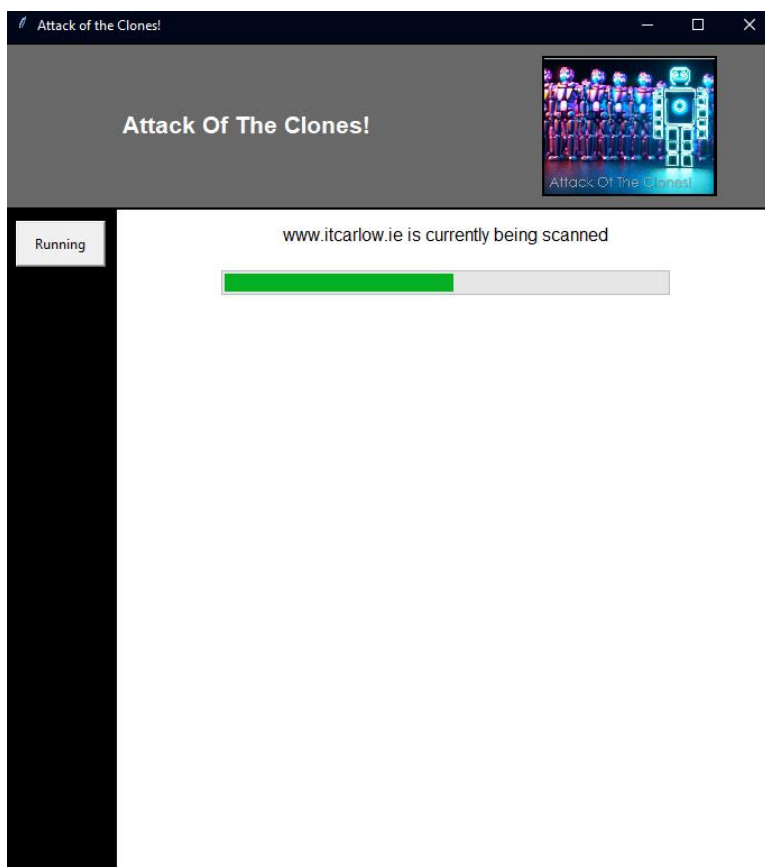 Attack of the Clones!
Attack Of The Clones!
Attack Of The Clones!
Running
www.itcarlow.ie is currently being scanned